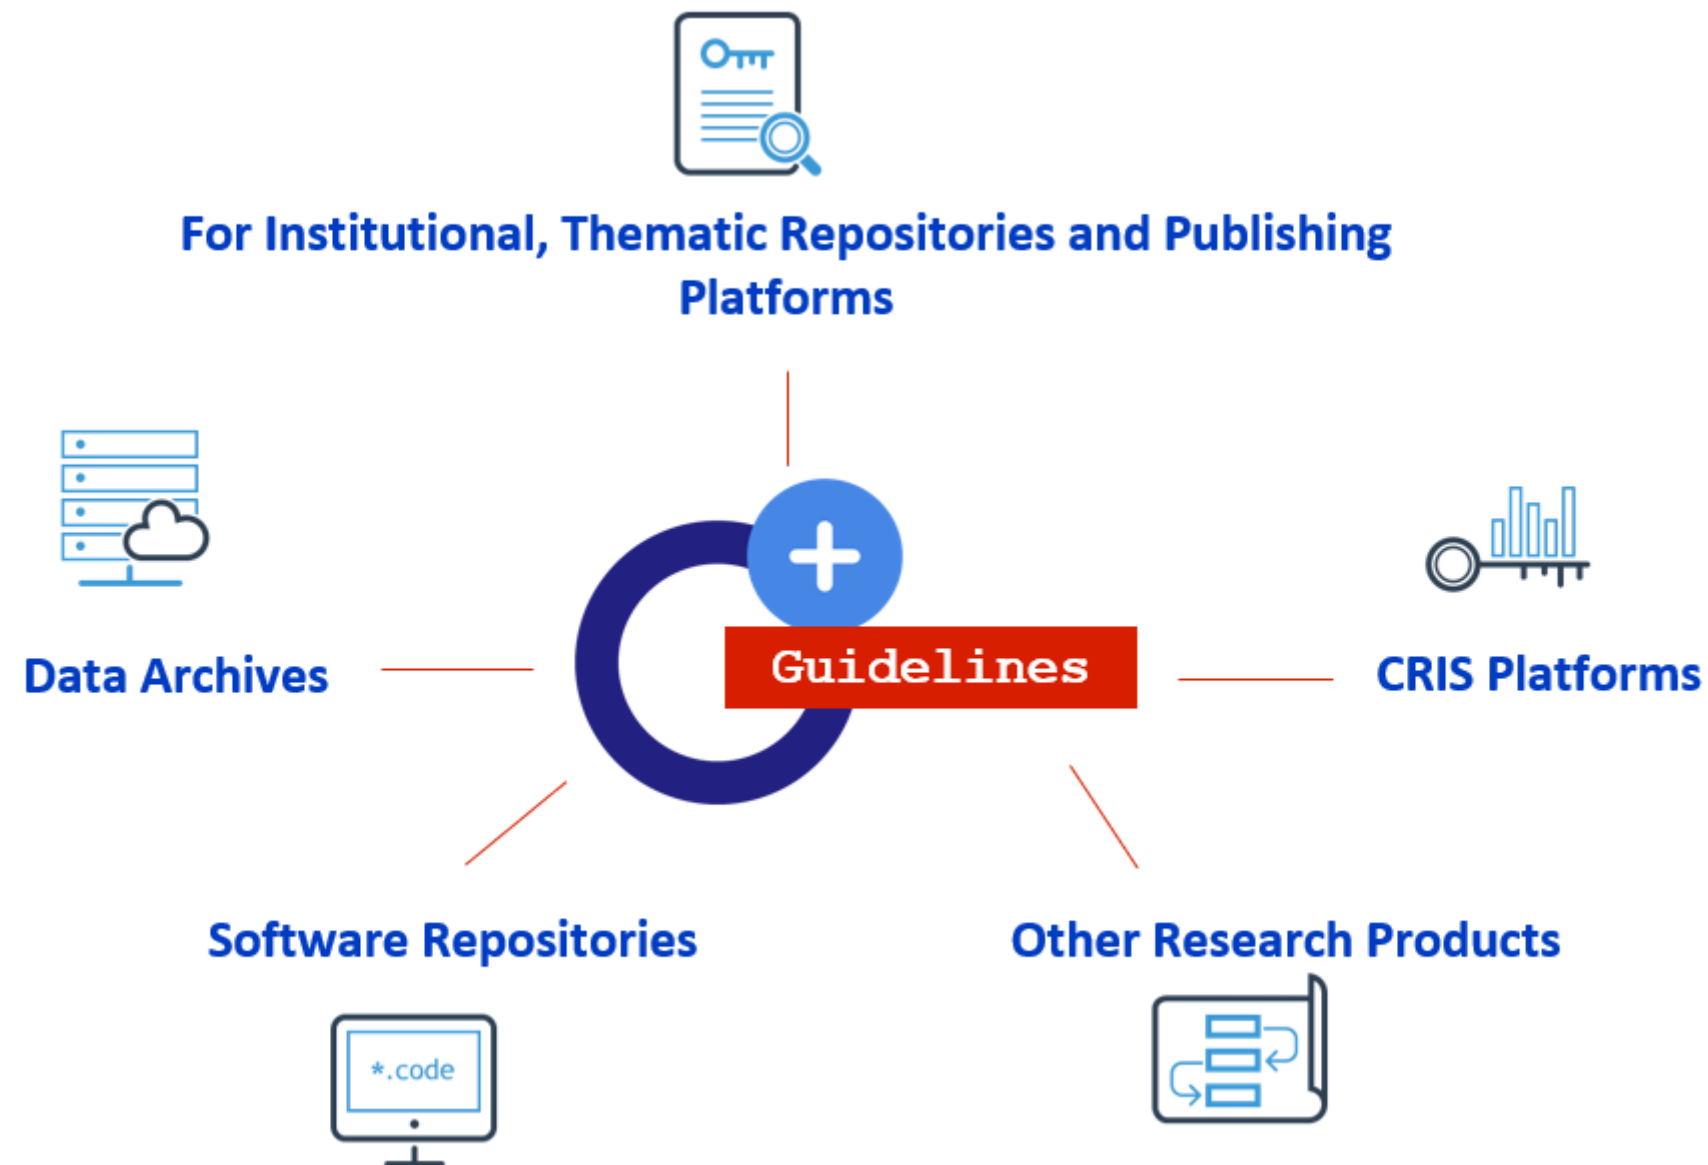 For Institutional, Thematic Repositories and Publishing
Platforms
Guidelines
Data Archives
CRIS Platforms
Software Repositories
Other Research Products
*.code